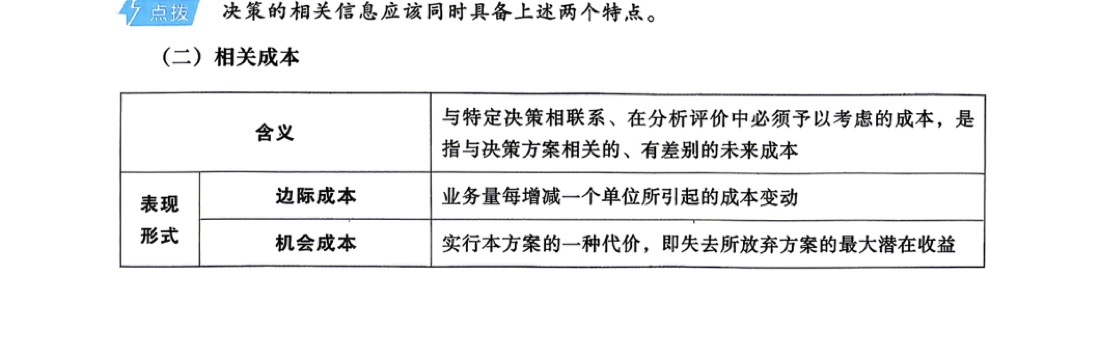 点拨 决策的相关信息应该同时具备上述两个特点。
（二）相关成本
含义
与特定决策相联系、在分析评价中必须予以考虑的成本，是
指与决策方案相关的、有差别的未来成本
表现
形式
边际成本
业务量每增减一个单位所引起的成本变动
机会成本
实行本方案的一种代价，即失去所放弃方案的最大潜在收益